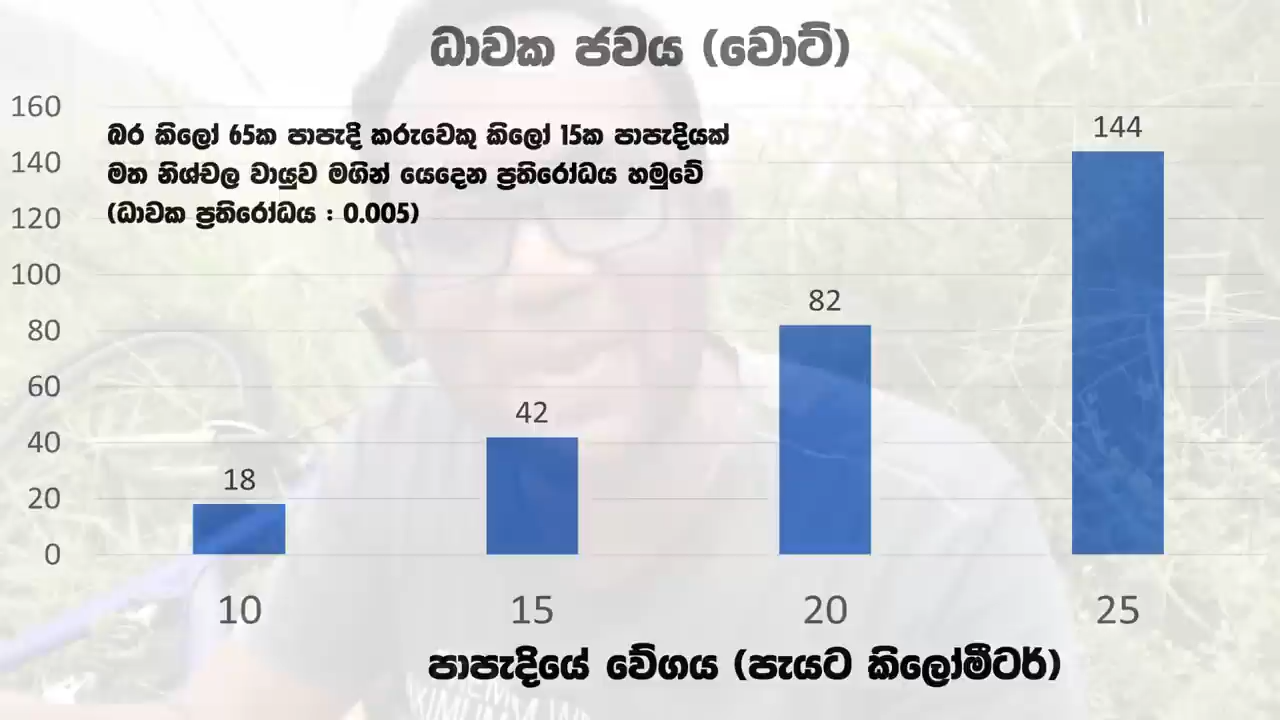 ධාවක ජවය (වොට්)
160
140
120
100
80
60
40
20
0
බර කිලෝ 65ක පාපැදි කරුවෙකු කිලෝ 15ක පාපැදියක්
මත නිශ්චල වායුව මගින් යෙදෙන ප්‍රතිරෝධය හමුවේ
(ධාවක ප්‍රතිරෝධය : 0.005)
18
42
82
144
10 15 20 25
පාපැදියේ වේගය (පැයට කිලෝමීටර්)